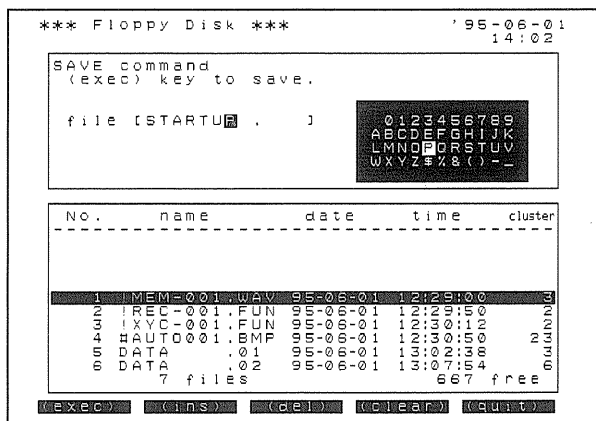 *** Floppy Disk *** '95-06-01
14:02
SAVE command
(exec) key to save.
file [STARTUP . ]
0123456789
ABCDEFGHIJK
LMNOPQRSTUV
WXYZ$%&()-_
No. name date time cluster
1 !MEM-001.WAV 95-06-01 12:29:00 3
2 !REC-001.FUN 95-06-01 12:29:50 2
3 !XYC-001.FUN 95-06-01 12:30:12 2
4 #AUTO001.BMP 95-06-01 12:30:50 23
5 DATA .01 95-06-01 13:02:38 3
6 DATA .02 95-06-01 13:07:54 6
7 files 667 free
(exec) (ins) (del) (clear) (quit)